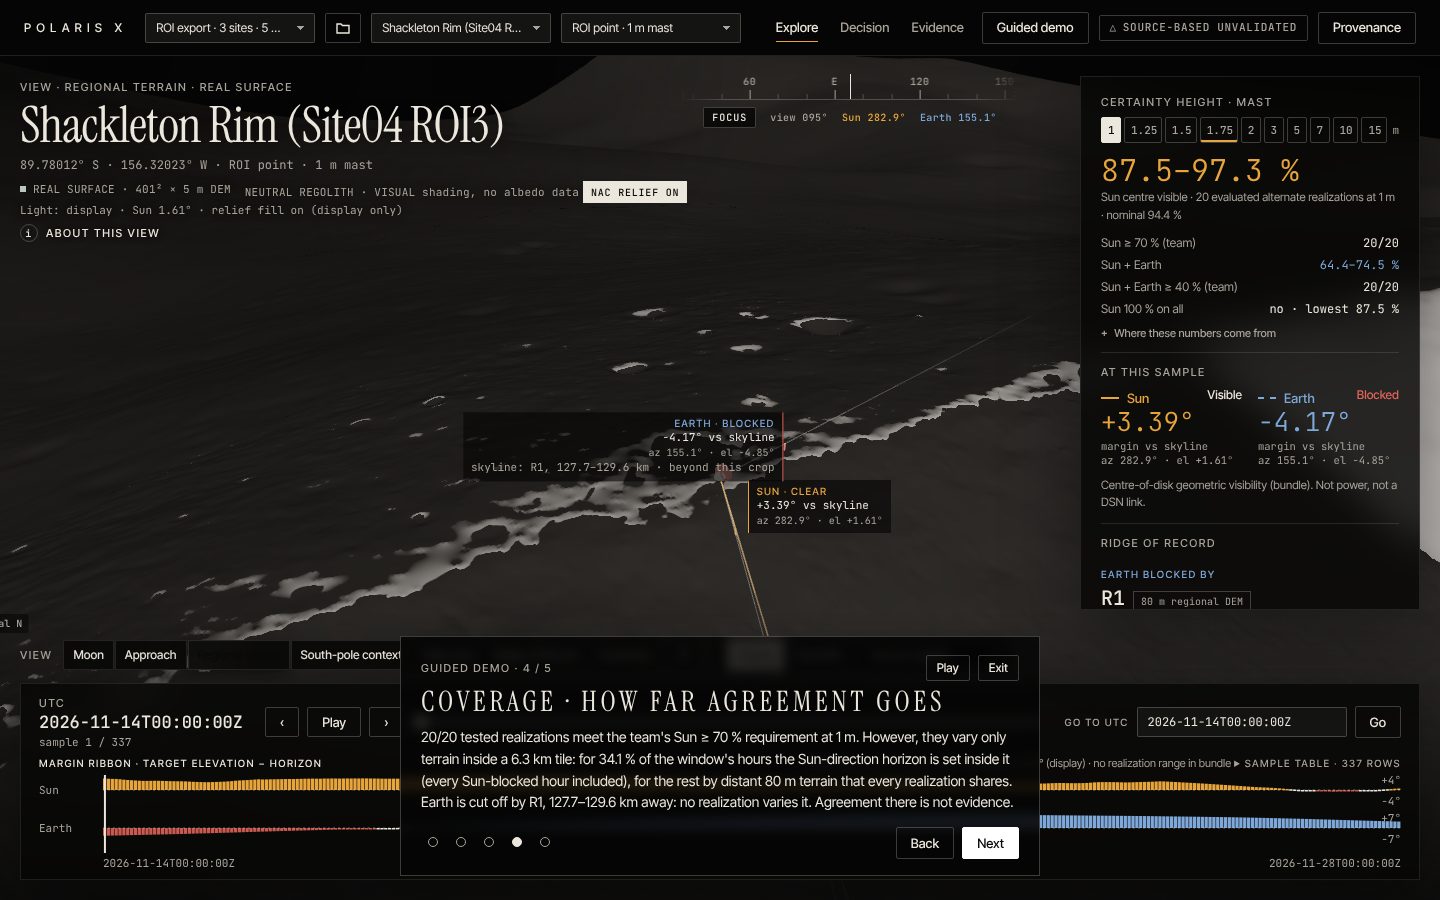 POLARIS X
ROI export · 3 sites · 5 ...
Shackleton Rim (Site04 R...
ROI point · 1 m mast
Explore
Decision
Evidence
Guided demo
△ SOURCE-BASED UNVALIDATED
Provenance
VIEW · REGIONAL TERRAIN · REAL SURFACE
Shackleton Rim (Site04 ROI3)
89.78012° S · 156.32023° W · ROI point · 1 m mast
REAL SURFACE · 401² × 5 m DEM NEUTRAL REGOLITH · VISUAL shading, no albedo data NAC RELIEF ON
Light: display · Sun 1.61° · relief fill on (display only)
i ABOUT THIS VIEW
60 E 120 150
FOCUS view 095° Sun 282.9° Earth 155.1°
EARTH · BLOCKED
-4.17° vs skyline
az 155.1° · el -4.85°
skyline: R1, 127.7–129.6 km · beyond this crop
SUN · CLEAR
+3.39° vs skyline
az 282.9° · el +1.61°
CERTAINTY HEIGHT · MAST
1 1.25 1.5 1.75 2 3 5 7 10 15 m
87.5–97.3 %
Sun centre visible · 20 evaluated alternate realizations at 1 m
· nominal 94.4 %
Sun ≥ 70 % (team) 20/20
Sun + Earth 64.4–74.5 %
Sun + Earth ≥ 40 % (team) 20/20
Sun 100 % on all no · lowest 87.5 %
+ Where these numbers come from
AT THIS SAMPLE
Sun Visible Earth Blocked
+3.39° -4.17°
margin vs skyline margin vs skyline
az 282.9° · el +1.61° az 155.1° · el -4.85°
Centre-of-disk geometric visibility (bundle). Not power, not a
DSN link.
RIDGE OF RECORD
EARTH BLOCKED BY
R1 80 m regional DEM
al N
VIEW Moon Approach South-pole context
UTC
2026-11-14T00:00:00Z ‹ Play ›
sample 1 / 337
MARGIN RIBBON · TARGET ELEVATION − HORIZON
Sun
Earth
2026-11-14T00:00:00Z
GUIDED DEMO · 4 / 5
Play Exit
COVERAGE · HOW FAR AGREEMENT GOES
20/20 tested realizations meet the team's Sun ≥ 70 % requirement at 1 m. However, they vary only
terrain inside a 6.3 km tile: for 34.1 % of the window's hours the Sun-direction horizon is set inside it
(every Sun-blocked hour included), for the rest by distant 80 m terrain that every realization shares.
Earth is cut off by R1, 127.7–129.6 km away: no realization varies it. Agreement there is not evidence.
Back Next
GO TO UTC 2026-11-14T00:00:00Z Go
° (display) · no realization range in bundle ▸ SAMPLE TABLE · 337 ROWS
+4°
-4°
+7°
-7°
2026-11-28T00:00:00Z